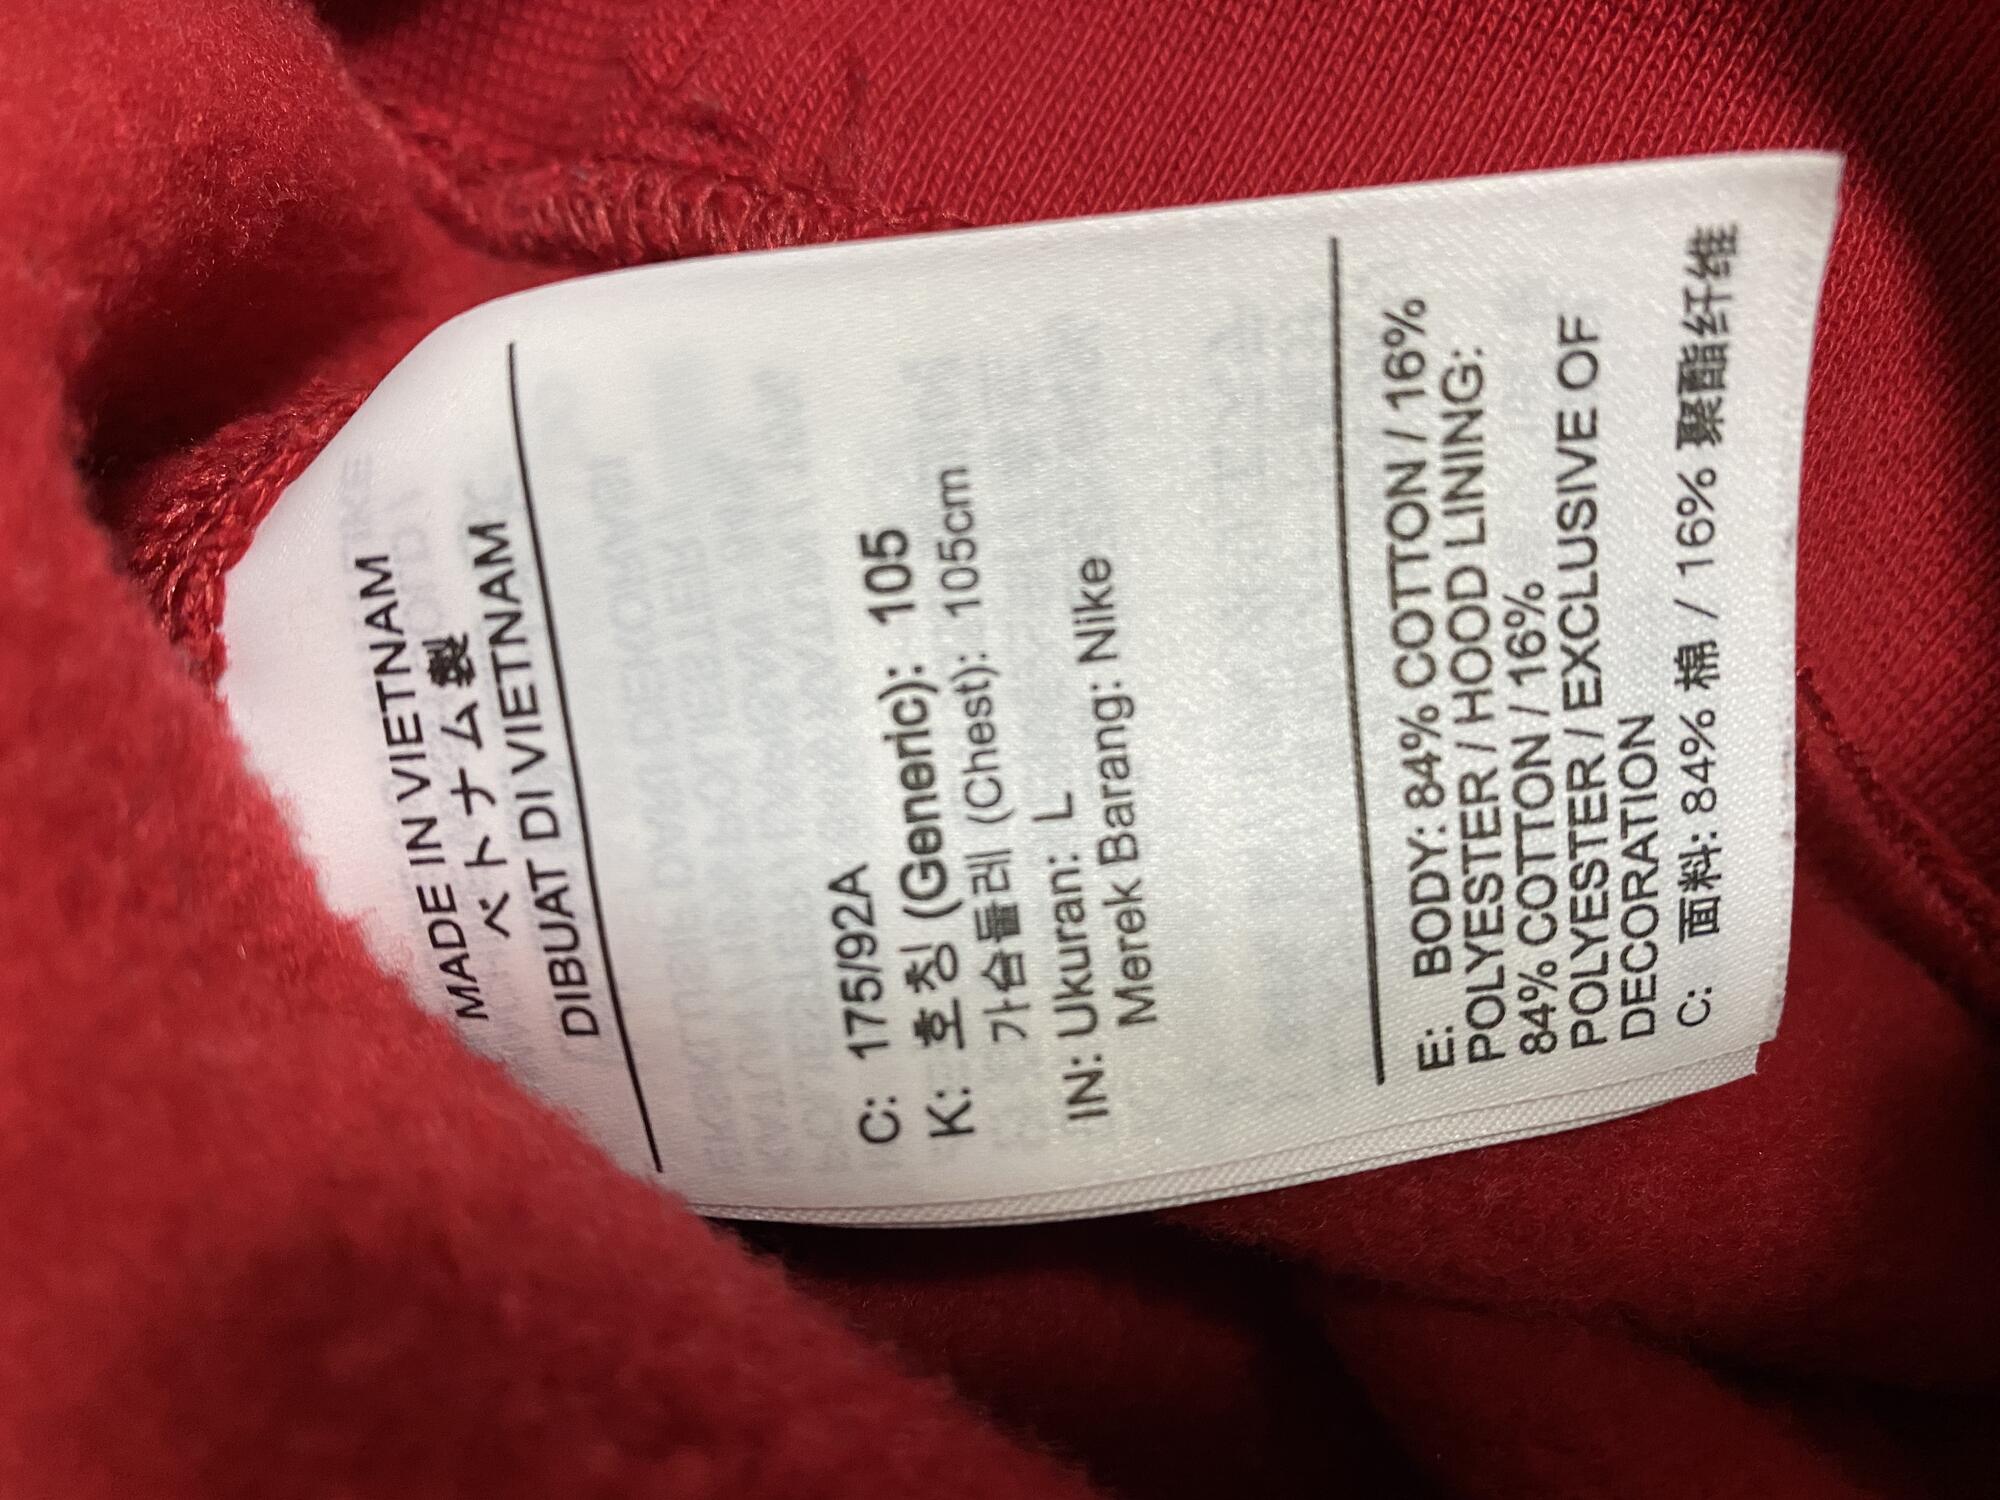 MADE IN VIETNAM
ベトナム製
DIBUAT DI VIETNAM
C: 175/92A
K: 호칭 (Generic): 105
가슴둘레 (Chest): 105cm
IN: Ukuran: L
Merek Barang: Nike
E: BODY: 84% COTTON / 16%
POLYESTER / HOOD LINING:
84% COTTON / 16%
POLYESTER / EXCLUSIVE OF
DECORATION
C: 面料: 84% 棉 / 16% 聚酯纤维